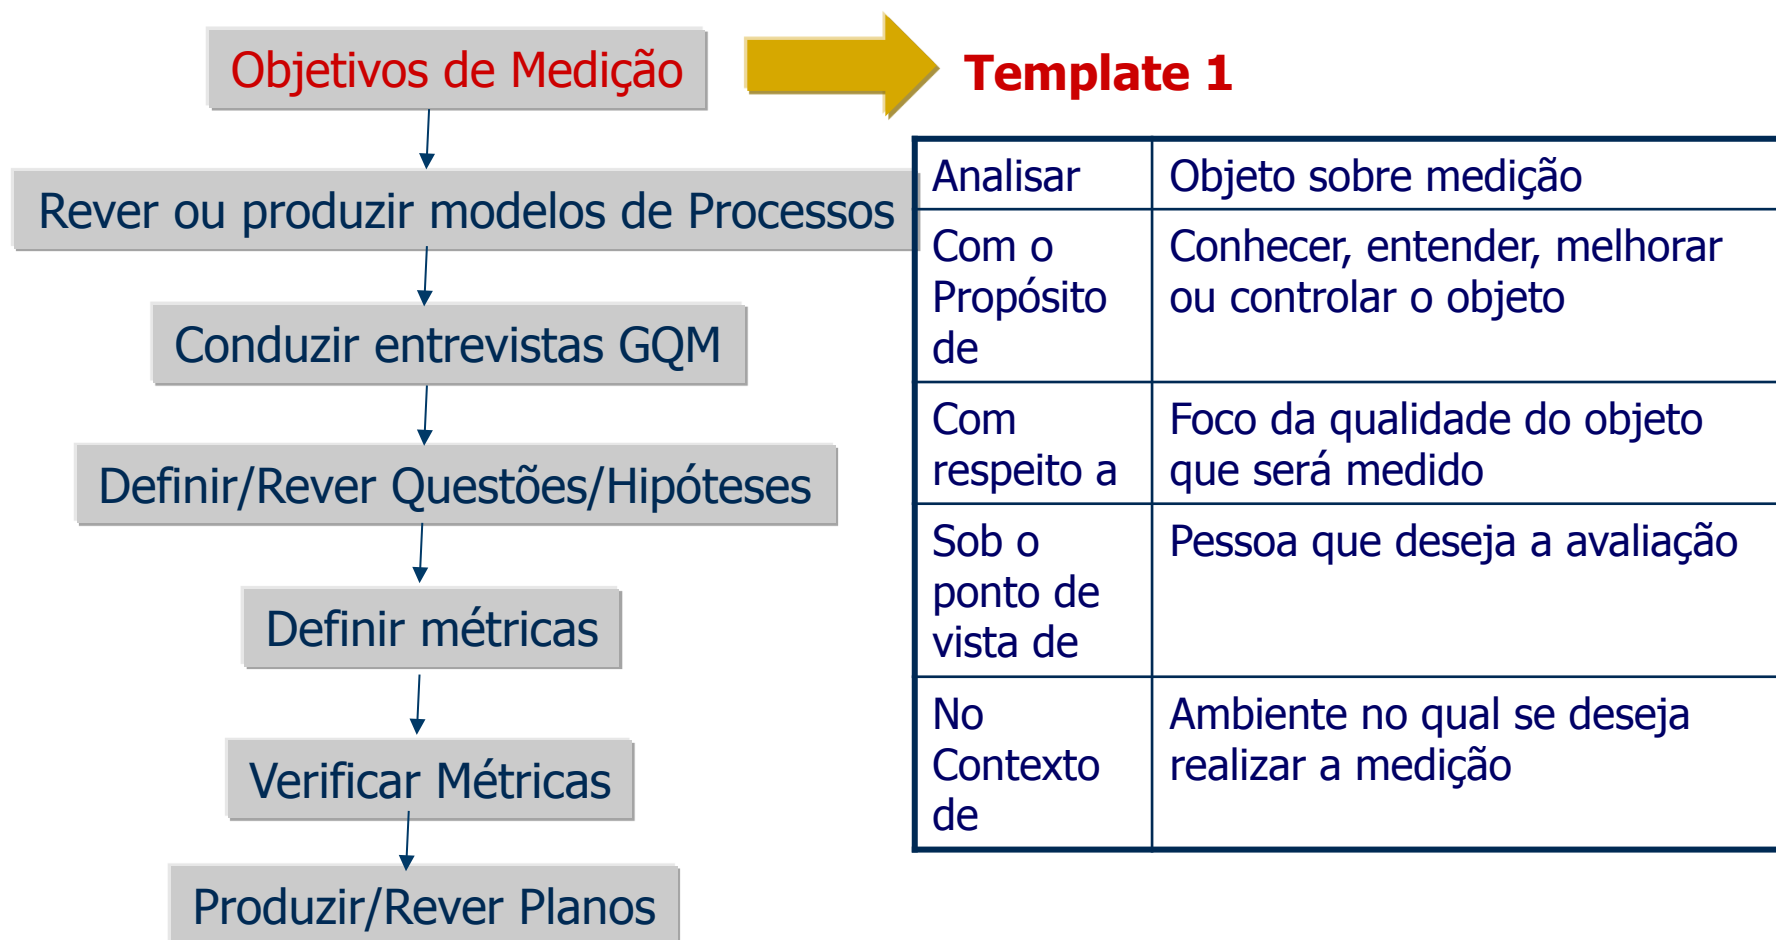 Objetivos de Medição
Rever ou produzir modelos de Processos
Conduzir entrevistas GQM
Definir/Rever Questões/Hipóteses
Definir métricas
Verificar Métricas
Produzir/Rever Planos
Template 1
Analisar
Objeto sobre medição
Com o
Propósito
de
Conhecer, entender, melhorar
ou controlar o objeto
Com
respeito a
Foco da qualidade do objeto
que será medido
Sob o
ponto de
vista de
Pessoa que deseja a avaliação
No
Contexto
de
Ambiente no qual se deseja
realizar a medição